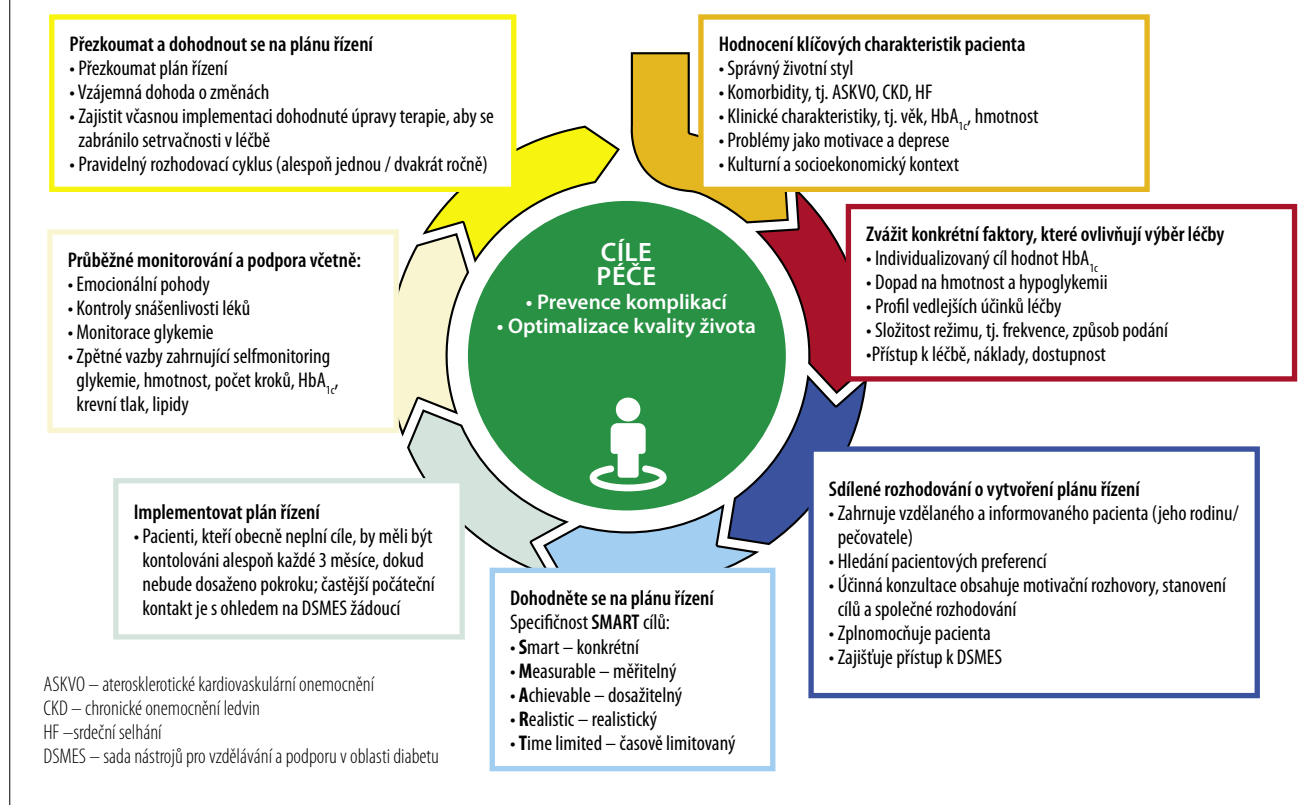 Přezkoumat a dohodnout se na plánu řízení
• Přezkoumat plán řízení
• Vzájemná dohoda o změnách
• Zajistit včasnou implementaci dohodnuté úpravy terapie, aby se
zabránilo setrvačnosti v léčbě
• Pravidelný rozhodovací cyklus (alespoň jednou / dvakrát ročně)
Hodnocení klíčových charakteristik pacienta
• Správný životní styl
• Komorbidity, tj. ASKVO, CKD, HF
• Klinické charakteristiky, tj. věk, HbA1c, hmotnost
• Problémy jako motivace a deprese
• Kulturní a socioekonomický kontext
Zvážit konkrétní faktory, které ovlivňují výběr léčby
• Individualizovaný cíl hodnot HbA1c
• Dopad na hmotnost a hypoglykemii
• Profil vedlejších účinků léčby
• Složitost režimu, tj. frekvence, způsob podání
•Přístup k léčbě, náklady, dostupnost
Sdílené rozhodování o vytvoření plánu řízení
• Zahrnuje vzdělaného a informovaného pacienta (jeho rodinu/
pečovatele)
• Hledání pacientových preferencí
• Účinná konzultace obsahuje motivační rozhovory, stanovení
cílů a společné rozhodování
• Zplnomocňuje pacienta
• Zajišťuje přístup k DSMES
Dohodněte se na plánu řízení
Specifičnost SMART cílů:
• Smart – konkrétní
• Measurable – měřitelný
• Achievable – dosažitelný
• Realistic – realistický
• Time limited – časově limitovaný
Implementovat plán řízení
• Pacienti, kteří obecně neplní cíle, by měli být
kontolováni alespoň každé 3 měsíce, dokud
nebude dosaženo pokroku; častější počáteční
kontakt je s ohledem na DSMES žádoucí
Průběžné monitorování a podpora včetně:
• Emocionální pohody
• Kontroly snášenlivosti léků
• Monitorace glykemie
• Zpětné vazby zahrnující selfmonitoring
glykemie, hmotnost, počet kroků, HbA1c,
krevní tlak, lipidy
CÍLE
PÉČE
• Prevence komplikací
• Optimalizace kvality života
ASKVO – aterosklerotické kardiovaskulární onemocnění
CKD – chronické onemocnění ledvin
HF –srdeční selhání
DSMES – sada nástrojů pro vzdělávání a podporu v oblasti diabetu